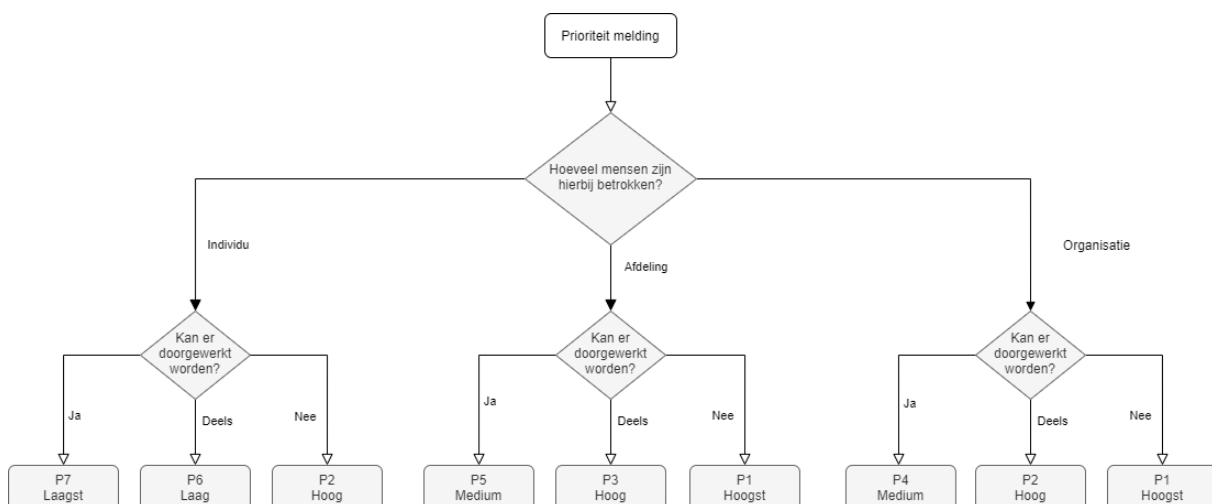 Prioriteit melding
Hoeveel mensen zijn
hierbij betrokken?
Individu
Afdeling
Organisatie
Kan er
doorgewerkt
worden?
Kan er
doorgewerkt
worden?
Kan er
doorgewerkt
worden?
Ja
Deels
Nee
Ja
Deels
Nee
Ja
Deels
Nee
P7
Laagst
P6
Laag
P2
Hoog
P5
Medium
P3
Hoog
P1
Hoogst
P4
Medium
P2
Hoog
P1
Hoogst